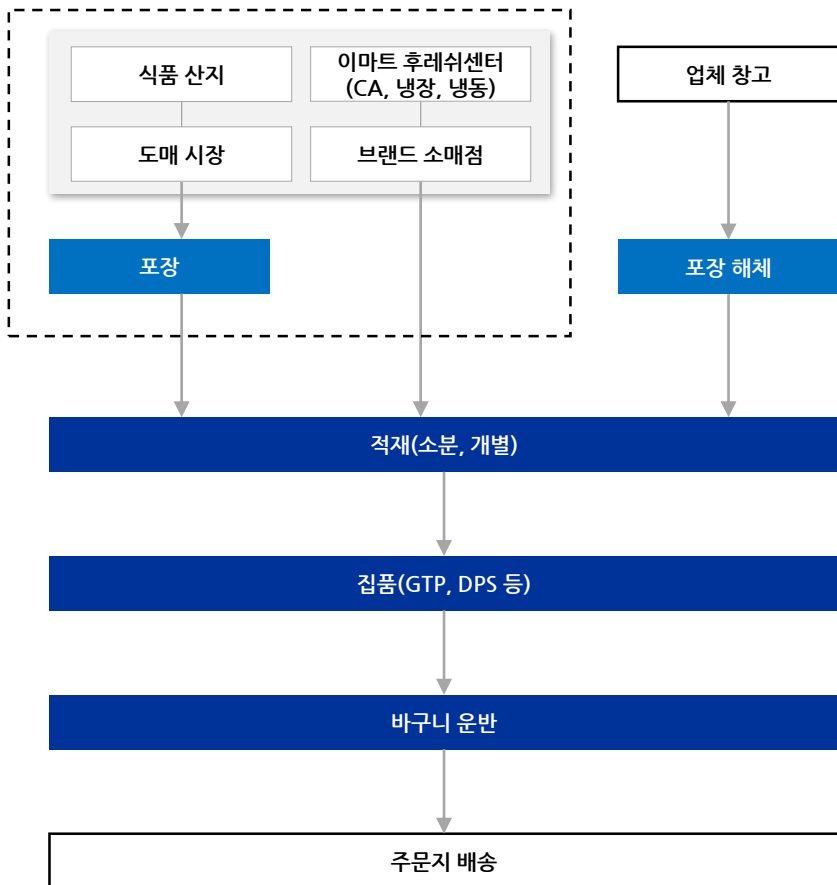 식품 산지
이마트 후레쉬센터
(CA, 냉장, 냉동)
업체 창고
도매 시장
브랜드 소매점
포장
포장 해체
적재(소분, 개별)
집품(GTP, DPS 등)
바구니 운반
주문지 배송